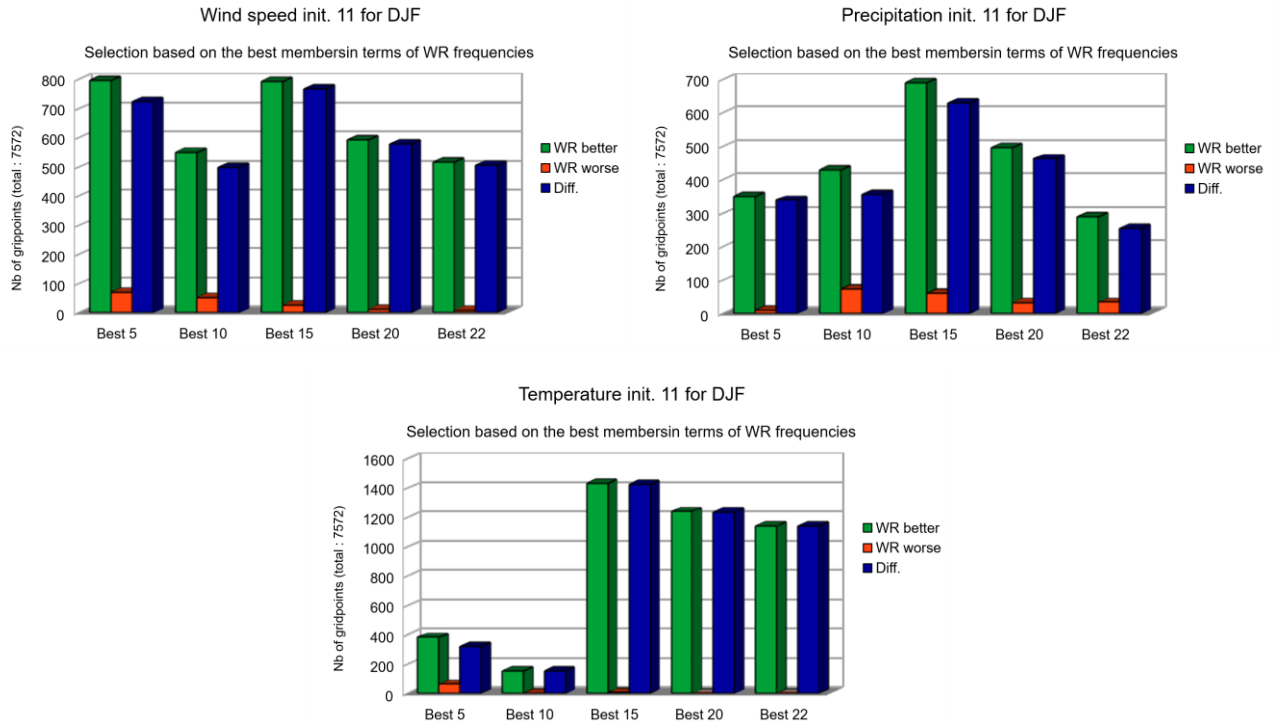 Wind speed init. 11 for DJF
Selection based on the best membersin terms of WR frequencies
Nb of grippoints (total : 7572)
800
700
600
500
400
300
200
100
0
Best 5
Best 10
Best 15
Best 20
Best 22
WR better
WR worse
Diff.
Precipitation init. 11 for DJF
Selection based on the best membersin terms of WR frequencies
Nb of gridpoints (total : 7572)
700
600
500
400
300
200
100
0
Best 5
Best 10
Best 15
Best 20
Best 22
WR better
WR worse
Diff.
Temperature init. 11 for DJF
Selection based on the best membersin terms of WR frequencies
Nb of gridpoints (total : 7572)
1600
1400
1200
1000
800
600
400
200
0
Best 5
Best 10
Best 15
Best 20
Best 22
WR better
WR worse
Diff.